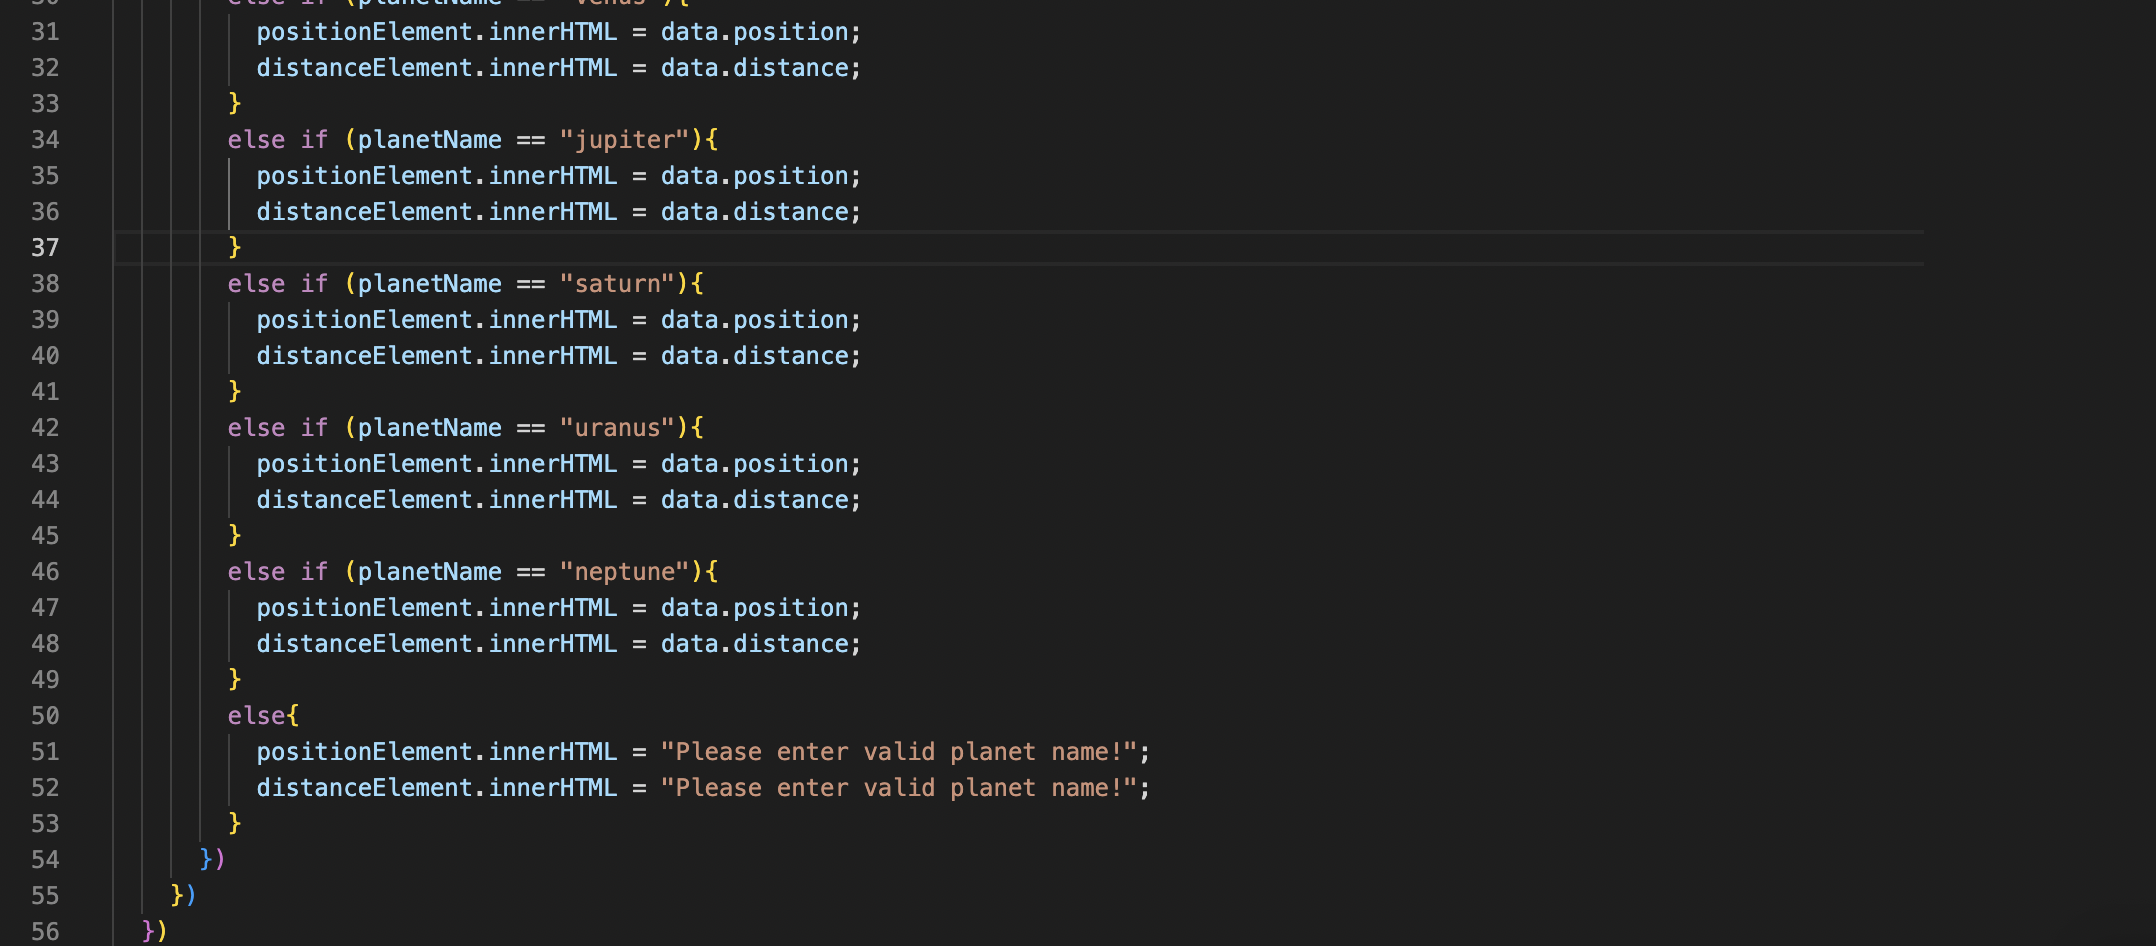 30 else if (planetName == "venus"){
31 positionElement.innerHTML = data.position;
32 distanceElement.innerHTML = data.distance;
33 }
34 else if (planetName == "jupiter"){
35 positionElement.innerHTML = data.position;
36 distanceElement.innerHTML = data.distance;
37 }
38 else if (planetName == "saturn"){
39 positionElement.innerHTML = data.position;
40 distanceElement.innerHTML = data.distance;
41 }
42 else if (planetName == "uranus"){
43 positionElement.innerHTML = data.position;
44 distanceElement.innerHTML = data.distance;
45 }
46 else if (planetName == "neptune"){
47 positionElement.innerHTML = data.position;
48 distanceElement.innerHTML = data.distance;
49 }
50 else{
51 positionElement.innerHTML = "Please enter valid planet name!";
52 distanceElement.innerHTML = "Please enter valid planet name!";
53 }
54 })
55 })
56 })